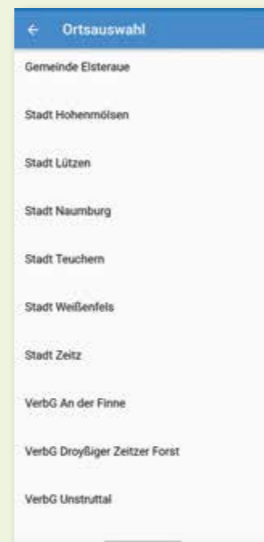 Ortsauswahl
Gemeinde Elsteraue
Stadt Hohenmölsen
Stadt Lützen
Stadt Naumburg
Stadt Teuchern
Stadt Weißenfels
Stadt Zeitz
VerbG An der Finne
VerbG Droyßiger Zeitzer Forst
VerbG Unstruttal